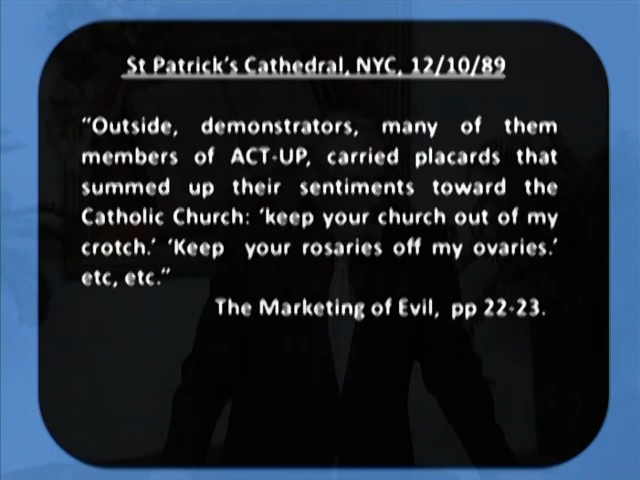 St Patrick's Cathedral, NYC, 12/10/89
“Outside, demonstrators, many of them
members of ACT-UP, carried placards that
summed up their sentiments toward the
Catholic Church: ‘keep your church out of my
crotch.’ ‘Keep your rosaries off my ovaries.’
etc, etc.”
The Marketing of Evil, pp 22-23.